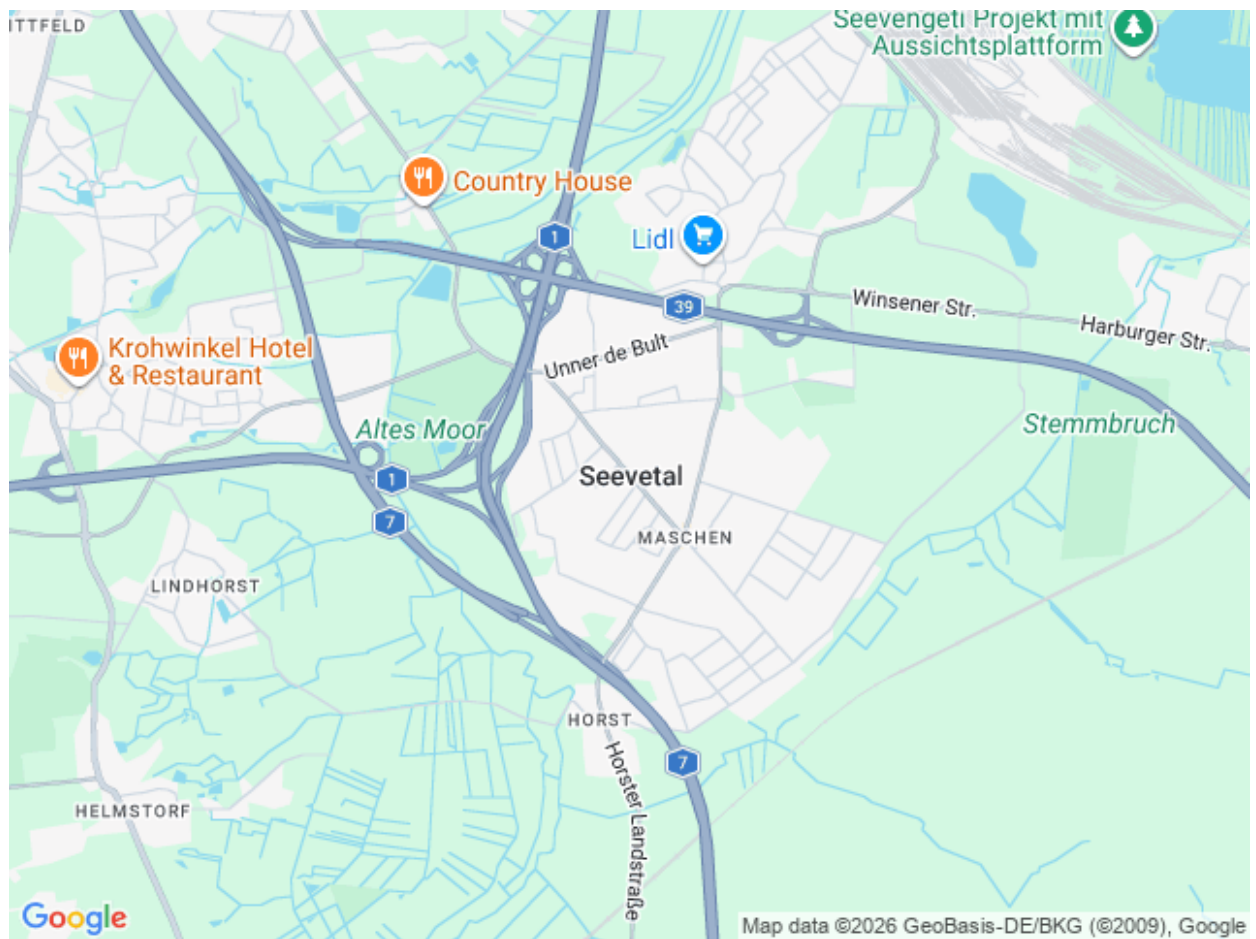 ITTFELD
Seevengeti Projekt mit
Aussichtsplattform
Country House
1
Lidl
39
Winsener Str.
Harburger Str.
Krohwinkel Hotel
& Restaurant
Unner de Bult
Altes Moor
Stemmbruch
1
Seevetal
7
MASCHEN
LINDHORST
HORST
7
Horster Landstraße
HELMSTORF
Google
Map data ©2026 GeoBasis-DE/BKG (©2009), Google